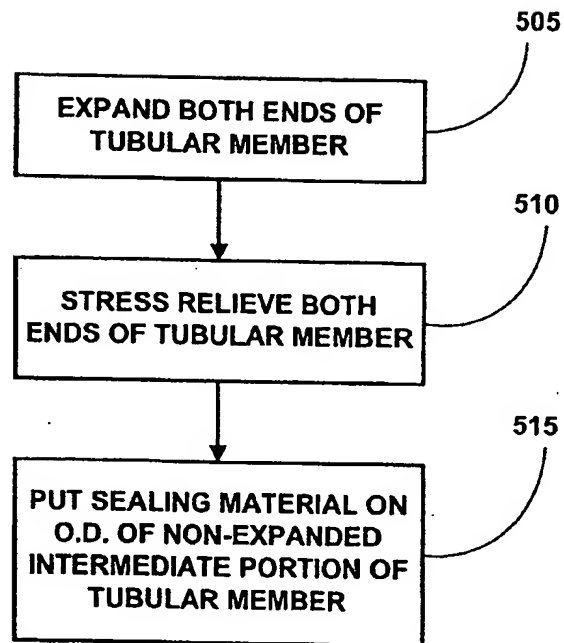 505
EXPAND BOTH ENDS OF
TUBULAR MEMBER
510
STRESS RELIEVE BOTH
ENDS OF TUBULAR MEMBER
515
PUT SEALING MATERIAL ON
O.D. OF NON-EXPANDED
INTERMEDIATE PORTION OF
TUBULAR MEMBER